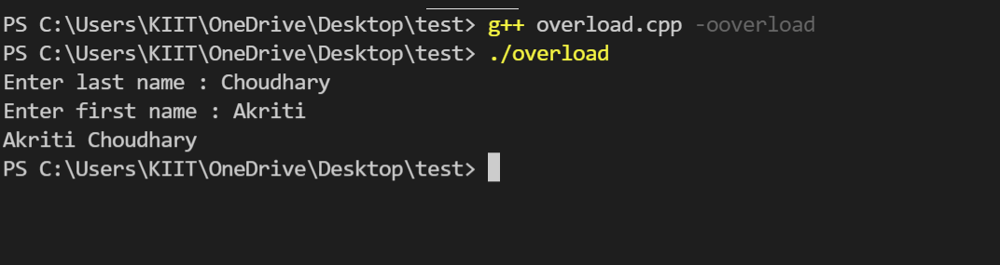 PS C:\Users\KIIT\OneDrive\Desktop\test> g++ overload.cpp -ooverload
PS C:\Users\KIIT\OneDrive\Desktop\test> ./overload
Enter last name : Choudhary
Enter first name : Akriti
Akriti Choudhary
PS C:\Users\KIIT\OneDrive\Desktop\test>